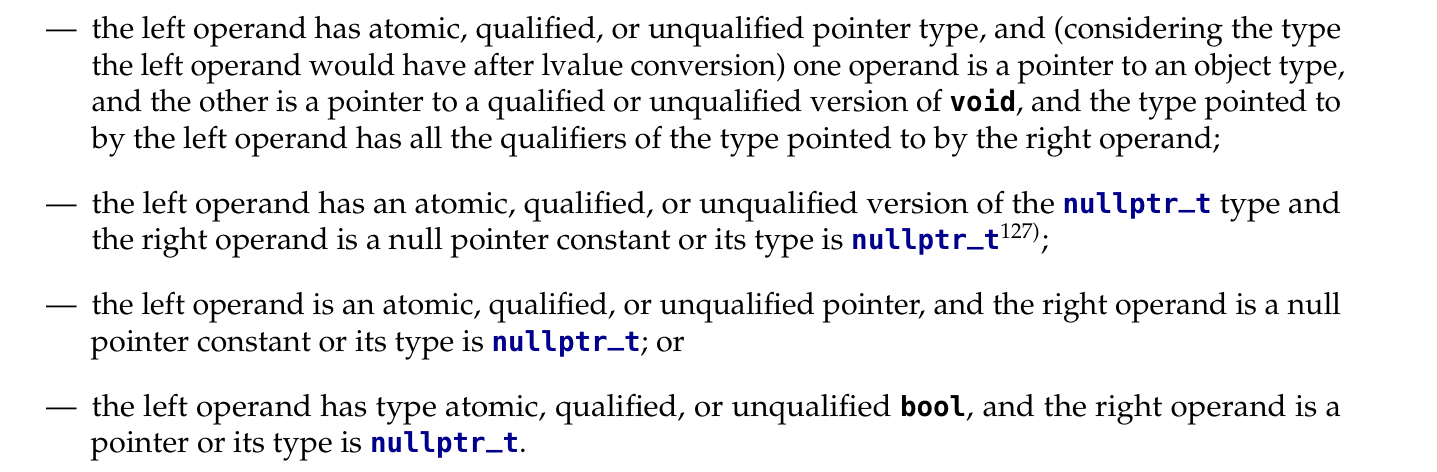 — the left operand has atomic, qualified, or unqualified pointer type, and (considering the type
the left operand would have after lvalue conversion) one operand is a pointer to an object type,
and the other is a pointer to a qualified or unqualified version of void, and the type pointed to
by the left operand has all the qualifiers of the type pointed to by the right operand;
— the left operand has an atomic, qualified, or unqualified version of the nullptr_t type and
the right operand is a null pointer constant or its type is nullptr_t127);
— the left operand is an atomic, qualified, or unqualified pointer, and the right operand is a null
pointer constant or its type is nullptr_t; or
— the left operand has type atomic, qualified, or unqualified bool, and the right operand is a
pointer or its type is nullptr_t.